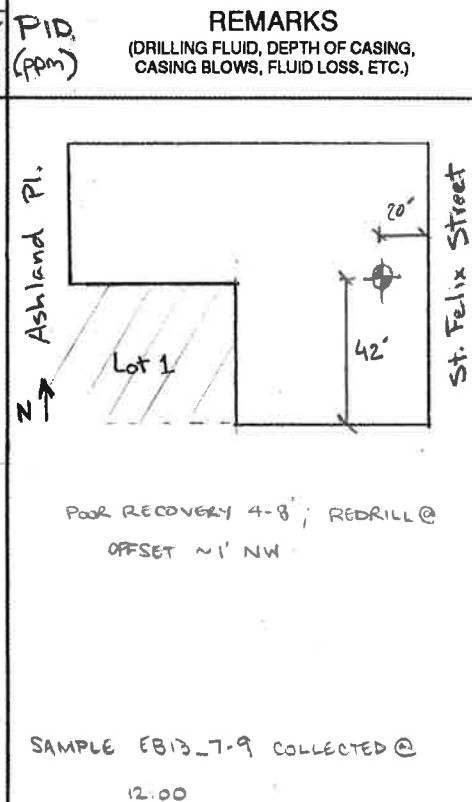 PID
(ppm)
REMARKS
(DRILLING FLUID, DEPTH OF CASING,
CASING BLOWS, FLUID LOSS, ETC.)
Ashland Pl.
20'
St. Felix Street
42'
Lot 1
N
POOR RECOVERY 4-8'; REDRILL @
OFFSET ~1' NW
SAMPLE EB13_7-9 COLLECTED @
12:00